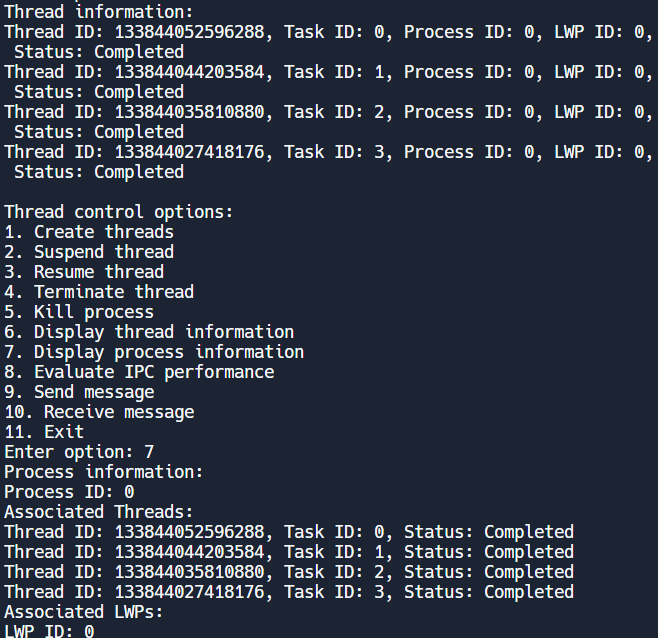 Thread information:
Thread ID: 133844052596288, Task ID: 0, Process ID: 0, LWP ID: 0,
 Status: Completed
Thread ID: 133844044203584, Task ID: 1, Process ID: 0, LWP ID: 0,
 Status: Completed
Thread ID: 133844035810880, Task ID: 2, Process ID: 0, LWP ID: 0,
 Status: Completed
Thread ID: 133844027418176, Task ID: 3, Process ID: 0, LWP ID: 0,
 Status: Completed

Thread control options:
1. Create threads
2. Suspend thread
3. Resume thread
4. Terminate thread
5. Kill process
6. Display thread information
7. Display process information
8. Evaluate IPC performance
9. Send message
10. Receive message
11. Exit
Enter option: 7
Process information:
Process ID: 0
Associated Threads:
Thread ID: 133844052596288, Task ID: 0, Status: Completed
Thread ID: 133844044203584, Task ID: 1, Status: Completed
Thread ID: 133844035810880, Task ID: 2, Status: Completed
Thread ID: 133844027418176, Task ID: 3, Status: Completed
Associated LWPs:
LWP ID: 0